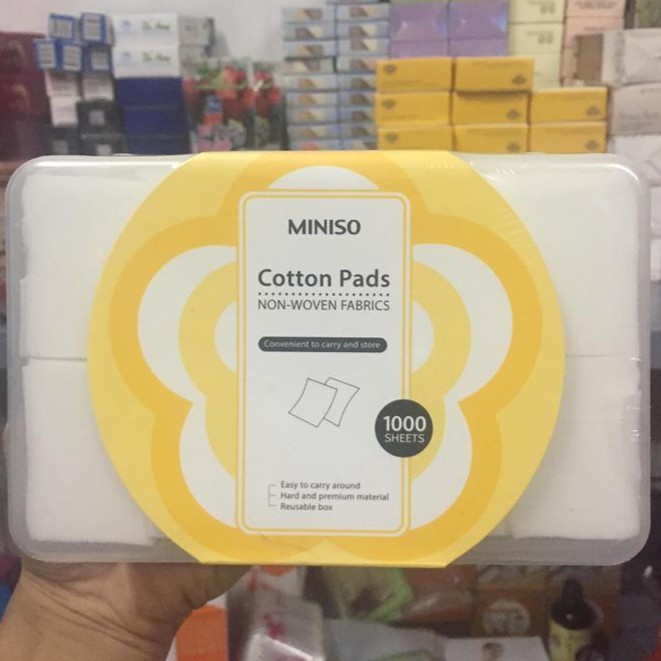 MINISO
Cotton Pads
NON-WOVEN FABRICS
Convenient to carry and store
1000
SHEETS
Easy to carry around
Hard and premium material
Reusable box